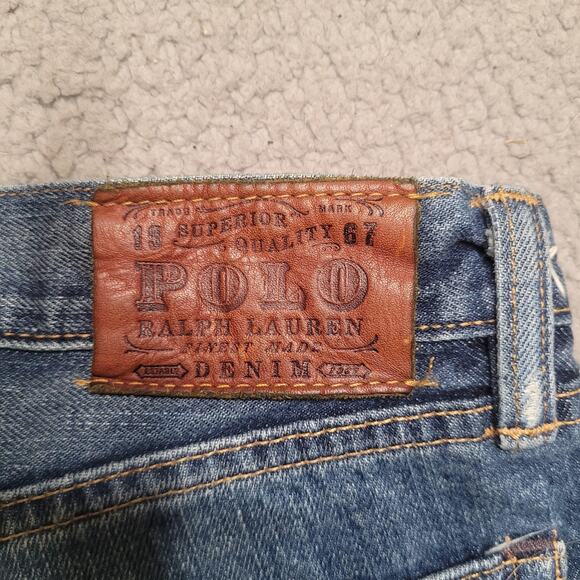 TRADE MARK
19 SUPERIOR 67
QUALITY
POLO
RALPH LAUREN
FINEST MADE
DENIM